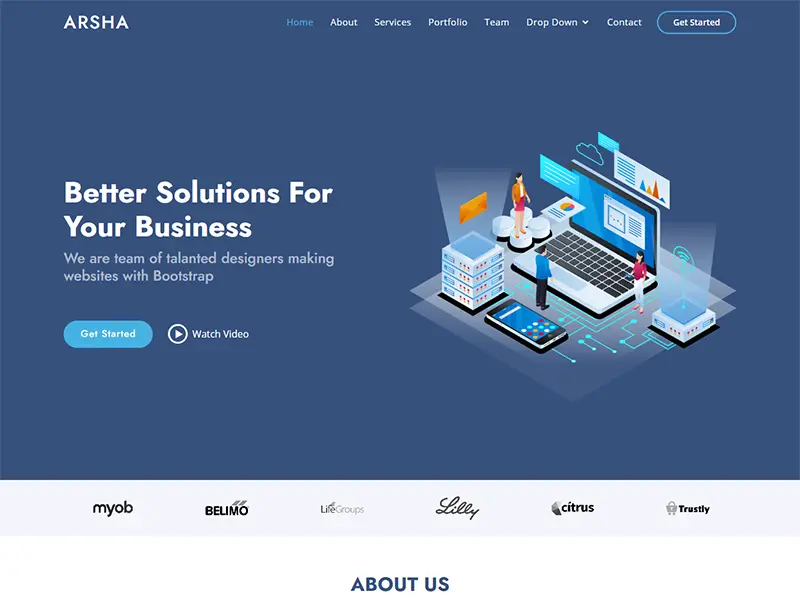 ARSHA
Home About Services Portfolio Team Drop Down Contact Get Started
Better Solutions For
Your Business
We are team of talanted designers making
websites with Bootstrap
Get Started Watch Video
myob BELIMO LifeGroups Lilly citrus Trustly
ABOUT US